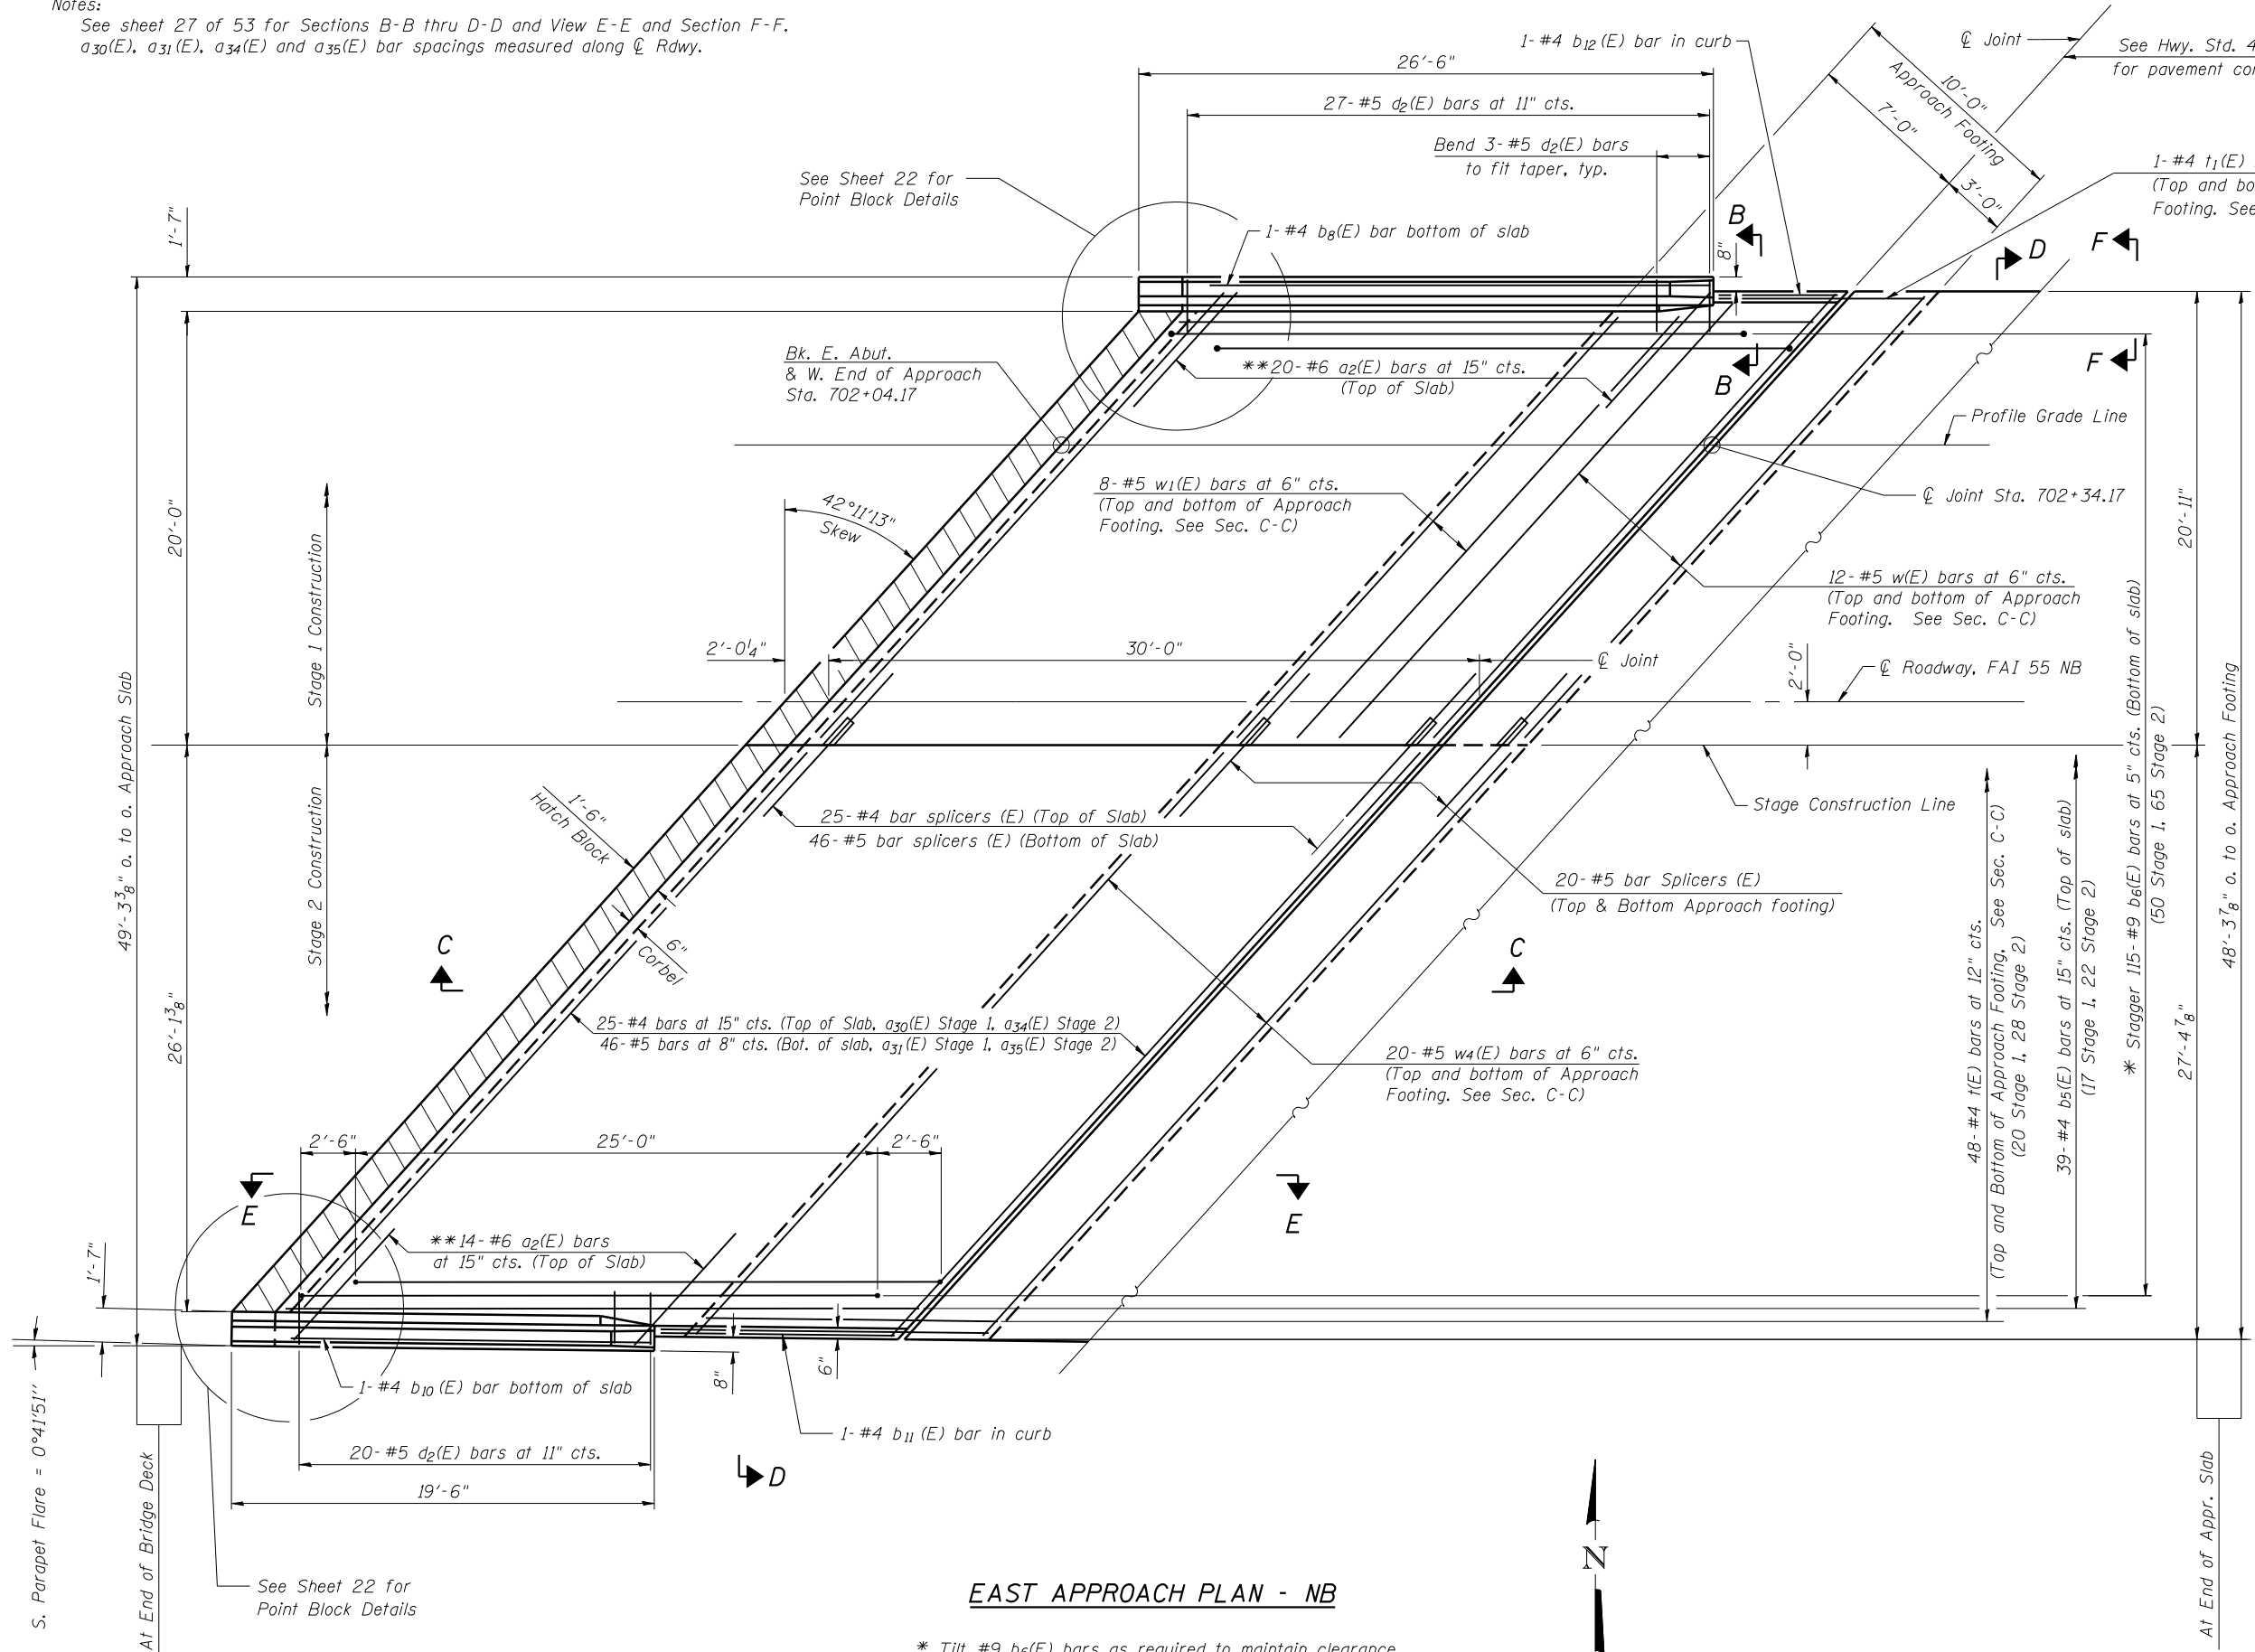 Notes:
See sheet 27 of 53 for Sections B-B thru D-D and View E-E and Section F-F.
a30(E), a31(E), a34(E) and a35(E) bar spacings measured along ℄ Rdwy.
1-#4 b12(E) bar in curb
℄ Joint
See Hwy. Std. 4
for pavement
26'-6"
27-#5 d2(E) bars at 11" cts.
Bend 3-#5 d2(E) bars
to fit taper, typ.
10'-0"
Approach Footing
7'-0"
3'-0"
1-#4 t1(E)
(Top and
Footing. See
See Sheet 22 for
Point Block Details
1'-7"
1-#4 b8(E) bar bottom of slab
B
8"
D
F
Bk. E. Abut.
& W. End of Approach
Sta. 702+04.17
**20-#6 a2(E) bars at 15" cts.
(Top of Slab)
B
F
Profile Grade Line
8-#5 w1(E) bars at 6" cts.
(Top and bottom of Approach
Footing. See Sec. C-C)
℄ Joint Sta. 702+34.17
42°11'13"
Skew
20'-0"
Stage 1 Construction
20'-11"
12-#5 w(E) bars at 6" cts.
(Top and bottom of Approach
Footing. See Sec. C-C)
2'-0¼"
30'-0"
℄ Joint
2'-0"
℄ Roadway, FAI 55 NB
49'-3⅜" o. to o. Approach Slab
* Stagger 115-#9 b6(E) bars at 5" cts. (Bottom of slab)
(50 Stage 1, 65 Stage 2)
48'-3⅞" o. to o. Approach Footing
Stage 2 Construction
1'-6"
Hatch Block
25-#4 bar splicers (E) (Top of Slab)
46-#5 bar splicers (E) (Bottom of Slab)
Stage Construction Line
20-#5 bar Splicers (E)
(Top & Bottom Approach footing)
48-#4 t(E) bars at 12" cts.
(Top and Bottom of Approach Footing, See Sec. C-C)
(20 Stage 1, 28 Stage 2)
39-#4 b5(E) bars at 15" cts. (Top of slab)
(17 Stage 1, 22 Stage 2)
C
6"
Corbel
C
26'-1⅜"
27'-4⅞"
25-#4 bars at 15" cts. (Top of Slab, a30(E) Stage 1, a34(E) Stage 2)
46-#5 bars at 8" cts. (Bot. of slab, a31(E) Stage 1, a35(E) Stage 2)
20-#5 w4(E) bars at 6" cts.
(Top and bottom of Approach
Footing. See Sec. C-C)
2'-6"
25'-0"
2'-6"
E
E
**14-#6 a2(E) bars
at 15" cts. (Top of Slab)
1'-7"
1-#4 b10(E) bar bottom of slab
8"
6"
1-#4 b11(E) bar in curb
20-#5 d2(E) bars at 11" cts.
D
19'-6"
S. Parapet Flare = 0°41'51''
At End of Bridge Deck
At End of Appr. Slab
See Sheet 22 for
Point Block Details
N
EAST APPROACH PLAN - NB
* Tilt #9 b6(E) bars as required to maintain clearance